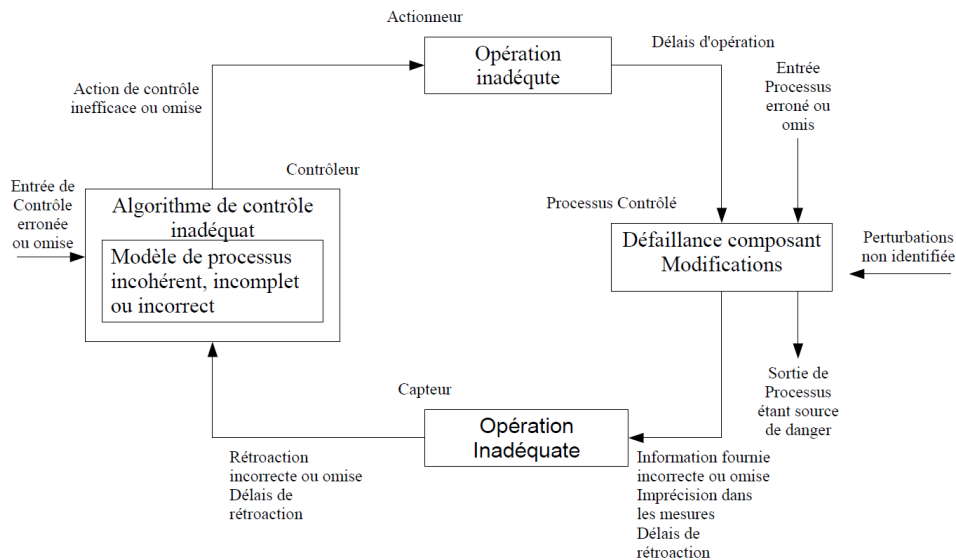 Actionneur
Opération
inadéqute
Délais d'opération
Action de contrôle
inefficace ou omise
Entrée
Processus
erroné ou
omis
Contrôleur
Entrée de
Contrôle
erronée
ou omise
Algorithme de contrôle
inadéquat
Modèle de processus
incohérent, incomplet
ou incorrect
Processus Contrôlé
Défaillance composant
Modifications
Perturbations
non identifiée
Sortie de
Processus
étant source
de danger
Capteur
Opération
Inadéquate
Rétroaction
incorrecte ou omise
Délais de
rétroaction
Information fournie
incorrecte ou omise
Imprécision dans
les mesures
Délais de
rétroaction